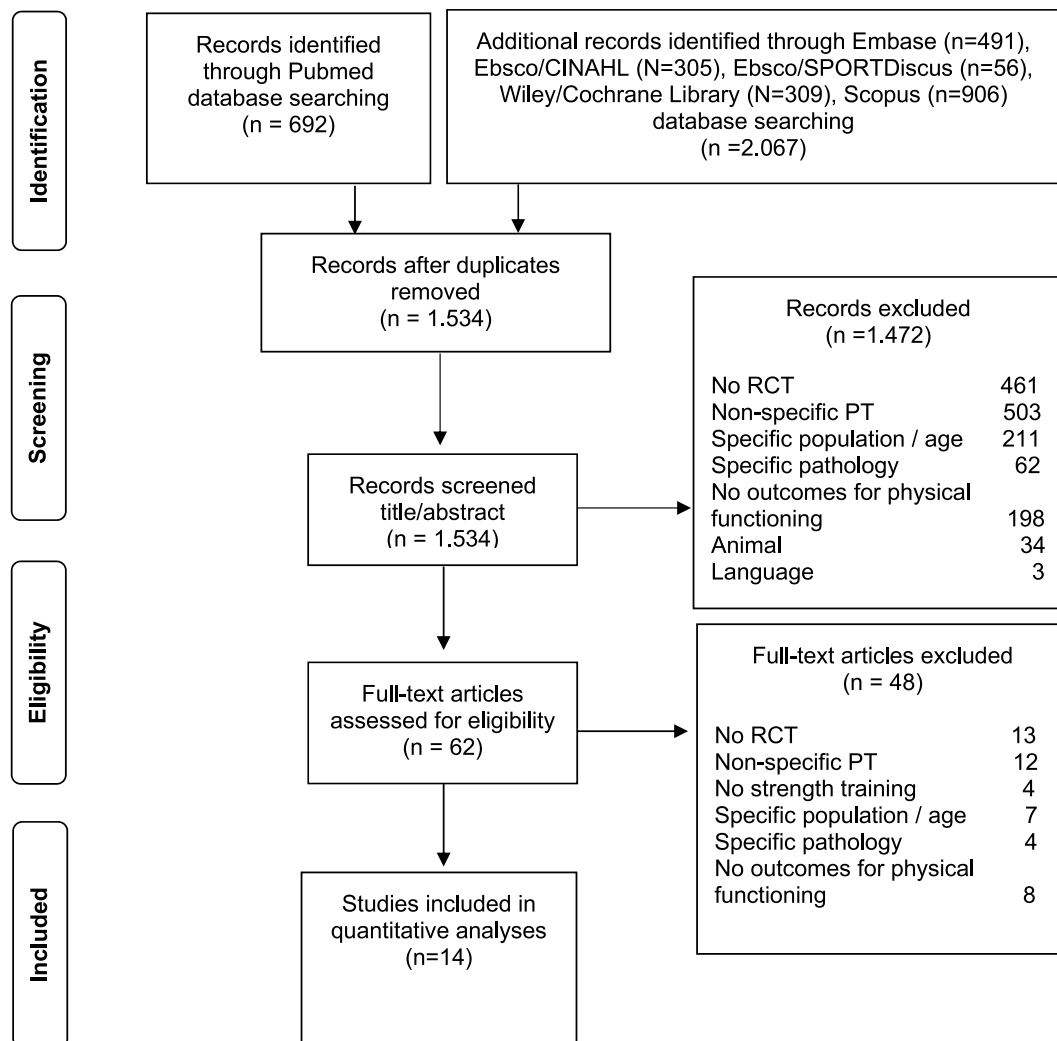 Identification
Records identified
through Pubmed
database searching
(n = 692)
Additional records identified through Embase (n=491),
Ebsco/CINAHL (N=305), Ebsco/SPORTDiscus (n=56),
Wiley/Cochrane Library (N=309), Scopus (n=906)
database searching
(n =2.067)
Records after duplicates
removed
(n = 1.534)
Screening
Records screened
title/abstract
(n = 1.534)
Records excluded
(n =1.472)
No RCT 461
Non-specific PT 503
Specific population / age 211
Specific pathology 62
No outcomes for physical
functioning 198
Animal 34
Language 3
Eligibility
Full-text articles
assessed for eligibility
(n = 62)
Full-text articles excluded
(n = 48)
No RCT 13
Non-specific PT 12
No strength training 4
Specific population / age 7
Specific pathology 4
No outcomes for physical
functioning 8
Included
Studies included in
quantitative analyses
(n=14)